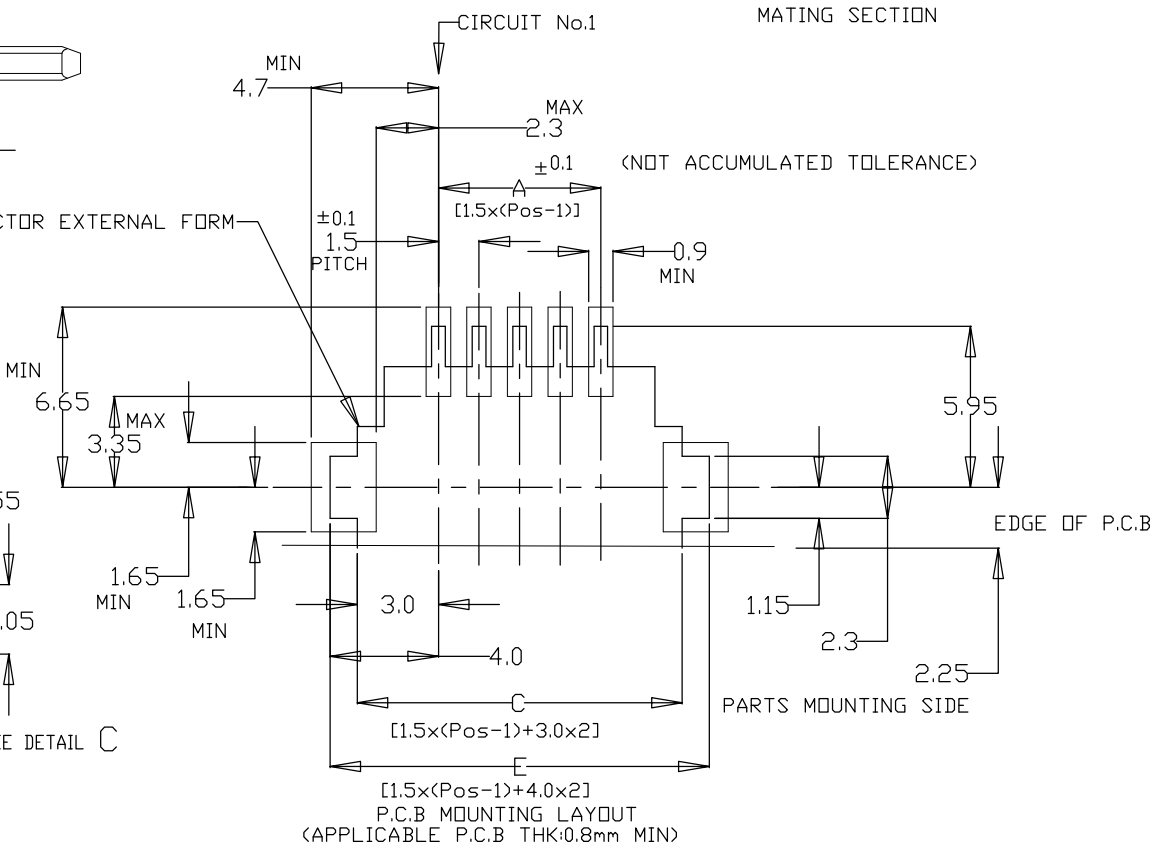 CIRCUIT No.1
MATING SECTION
MIN
4.7
MAX
2.3
±0.1
(NOT ACCUMULATED TOLERANCE)
A
[1.5x(Pos-1)]
CTOR EXTERNAL FORM
±0.1
1.5
PITCH
0.9
MIN
MIN
6.65
MAX
3.35
5.95
EDGE OF P.C.B
1.65
MIN
1.65
MIN
.05
3.0
1.15
2.3
4.0
2.25
C
PARTS MOUNTING SIDE
[1.5x(Pos-1)+3.0x2]
DETAIL C
E
[1.5x(Pos-1)+4.0x2]
P.C.B MOUNTING LAYOUT
(APPLICABLE P.C.B THK:0.8mm MIN)